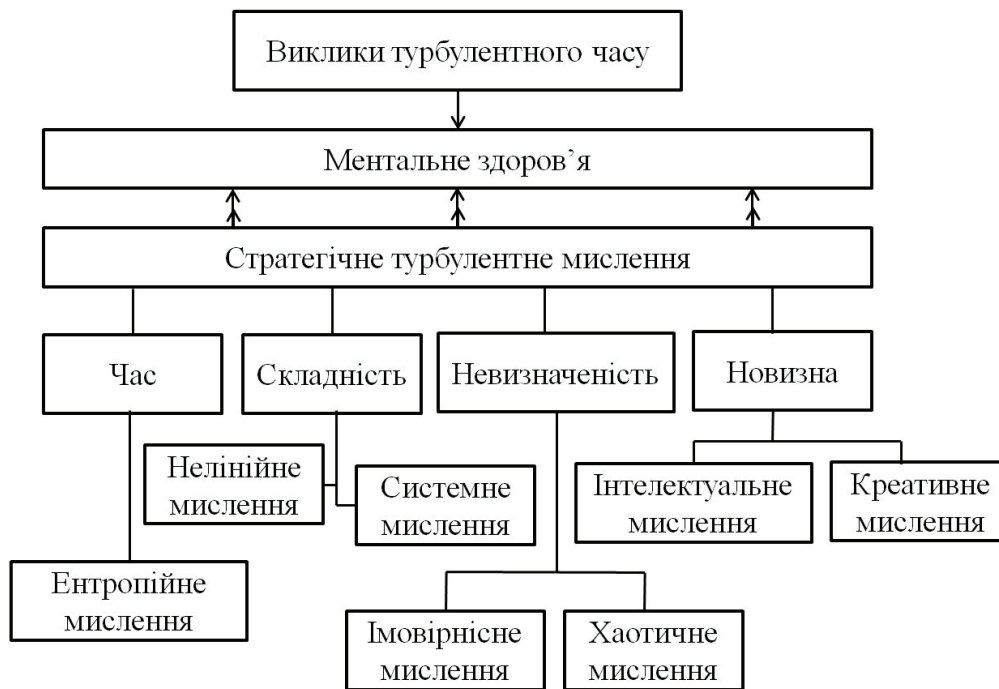 Виклики турбулентного часу
Ментальне здоров’я
Стратегічне турбулентне мислення
Час
Складність
Невизначеність
Новизна
Нелінійне
мислення
Системне
мислення
Інтелектуальне
мислення
Креативне
мислення
Ентропійне
мислення
Імовірнісне
мислення
Хаотичне
мислення